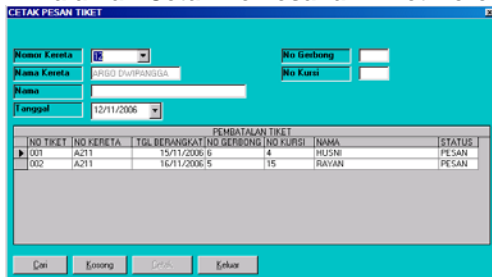 CETAK PESAN TIKET
Nomor Kereta 12 No Gerbong
Nama Kereta ARGO DWIPANGGA No Kursi
Nama
Tanggal 12/11/2006
PEMBATALAN TIKET
NO TIKET NO KERETA TGL BERANGKAT NO GERBONG NO KURSI NAMA STATUS
001 A211 15/11/2006 6 4 HUSNI PESAN
002 A211 16/11/2006 5 15 RAYAN PESAN
Cari Kosong Cetak Keluar